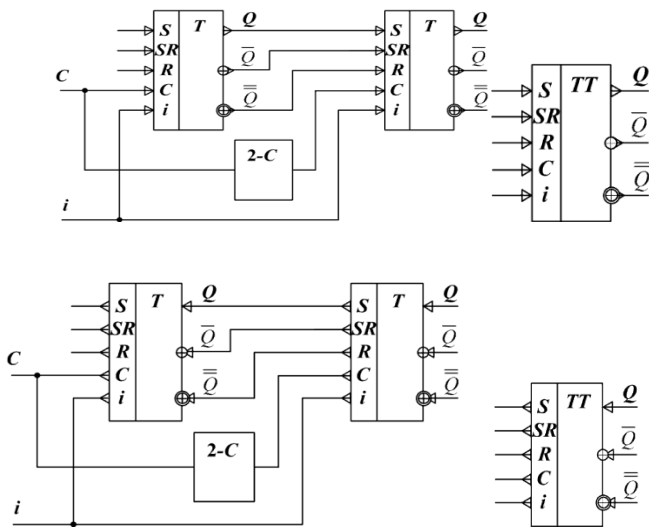 S T Q S T Q
SR Q̅ SR Q̅
R R
C C Q̿ C Q̿
i i
2-C
i
S TT Q
SR
R Q̅
C
i Q̿
S T Q S T Q
SR Q̅ SR Q̅
R R
C C Q̿ C Q̿
i i
2-C
i
S TT Q
SR
R Q̅
C
i Q̿